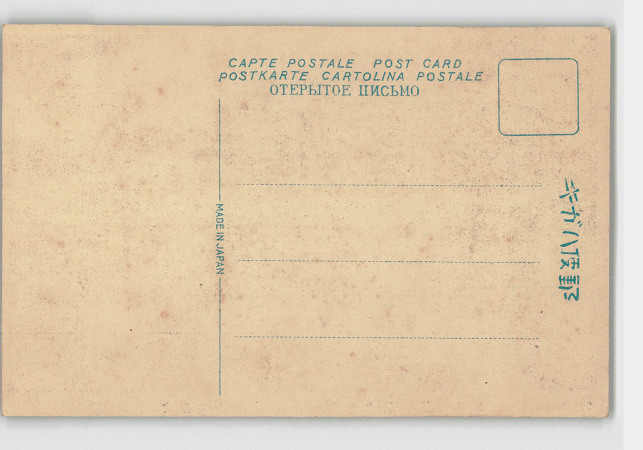 CAPTE POSTALE POST CARD
POSTKARTE CARTOLINA POSTALE
ОТЕРЫТОЕ ПИСЬМО
MADE IN JAPAN
郵便ハガキ